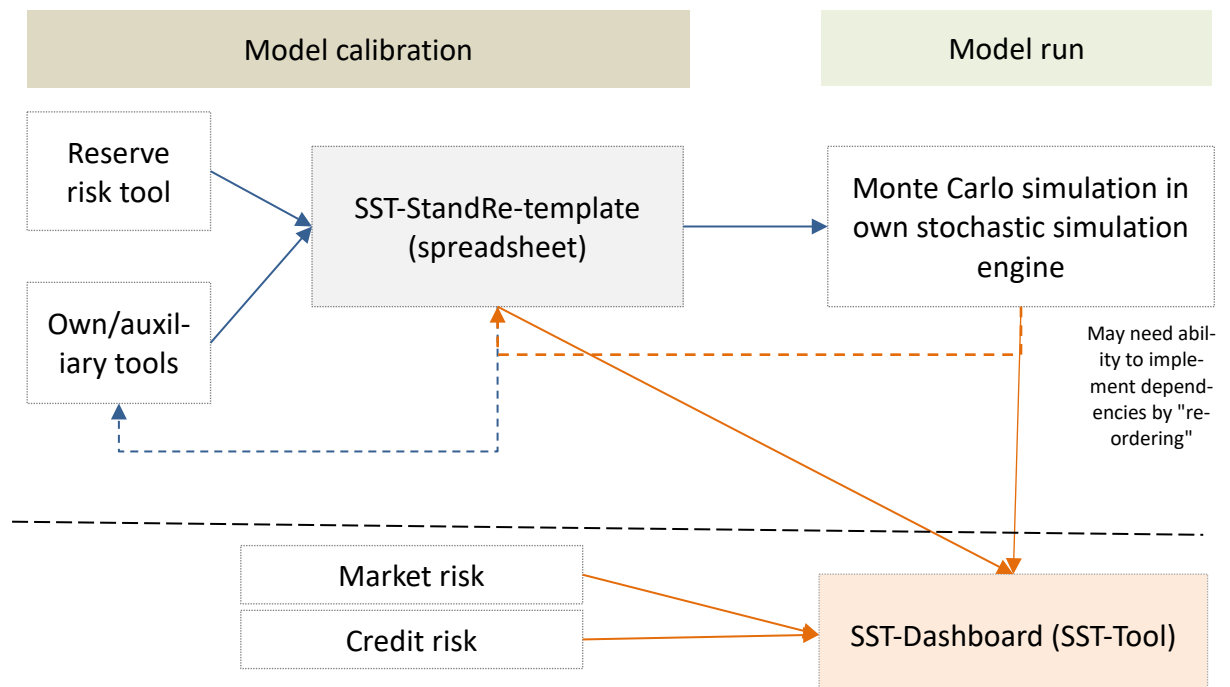 Model calibration
Model run
Reserve
risk tool
SST-StandRe-template
(spreadsheet)
Monte Carlo simulation in
own stochastic simulation
engine
Own/auxil-
iary tools
May need abil-
ity to imple-
ment depend-
encies by "re-
ordering"
Market risk
Credit risk
SST-Dashboard (SST-Tool)